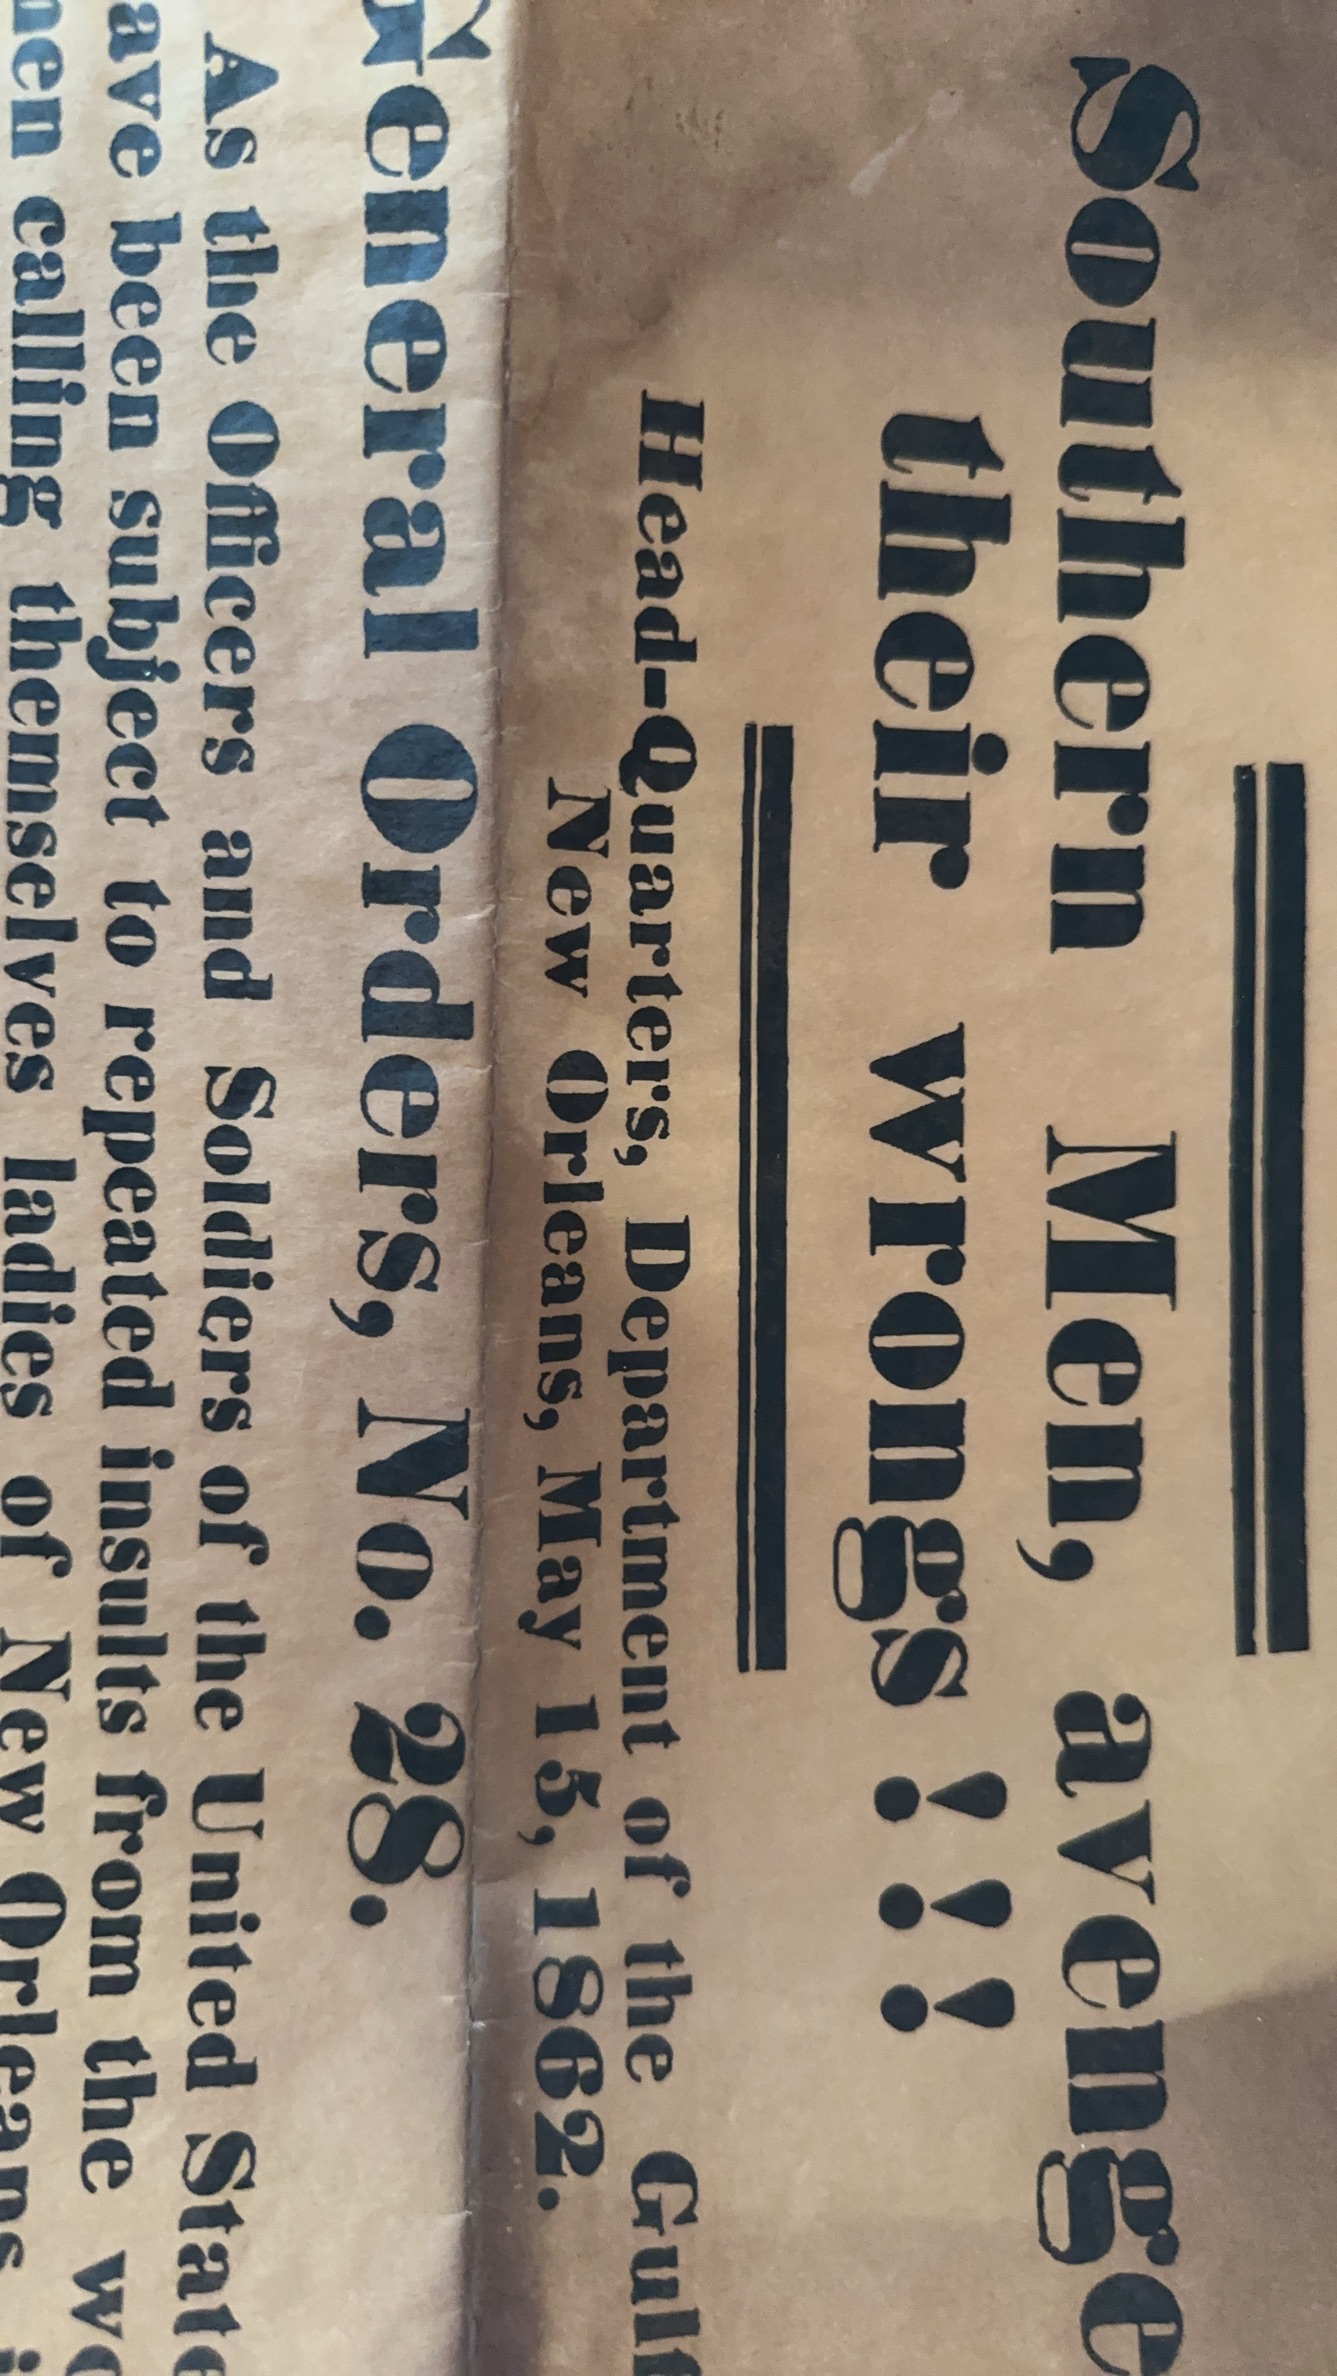 Southern Men, avenge
their wrongs!!!
Head-Quarters, Department of the Gulf
New Orleans, May 15, 1862.
General Orders, No. 28.
As the Officers and Soldiers of the United State
ave been subject to repeated insults from the wo
men calling themselves ladies of New Orleans i